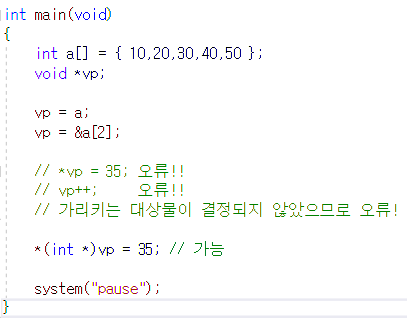 int main(void)
{
int a[] = { 10,20,30,40,50 };
void *vp;
vp = a;
vp = &a[2];
// *vp = 35; 오류!!
// vp++; 오류!!
// 가리키는 대상물이 결정되지 않았으므로 오류!
*(int *)vp = 35; // 가능
system("pause");
}